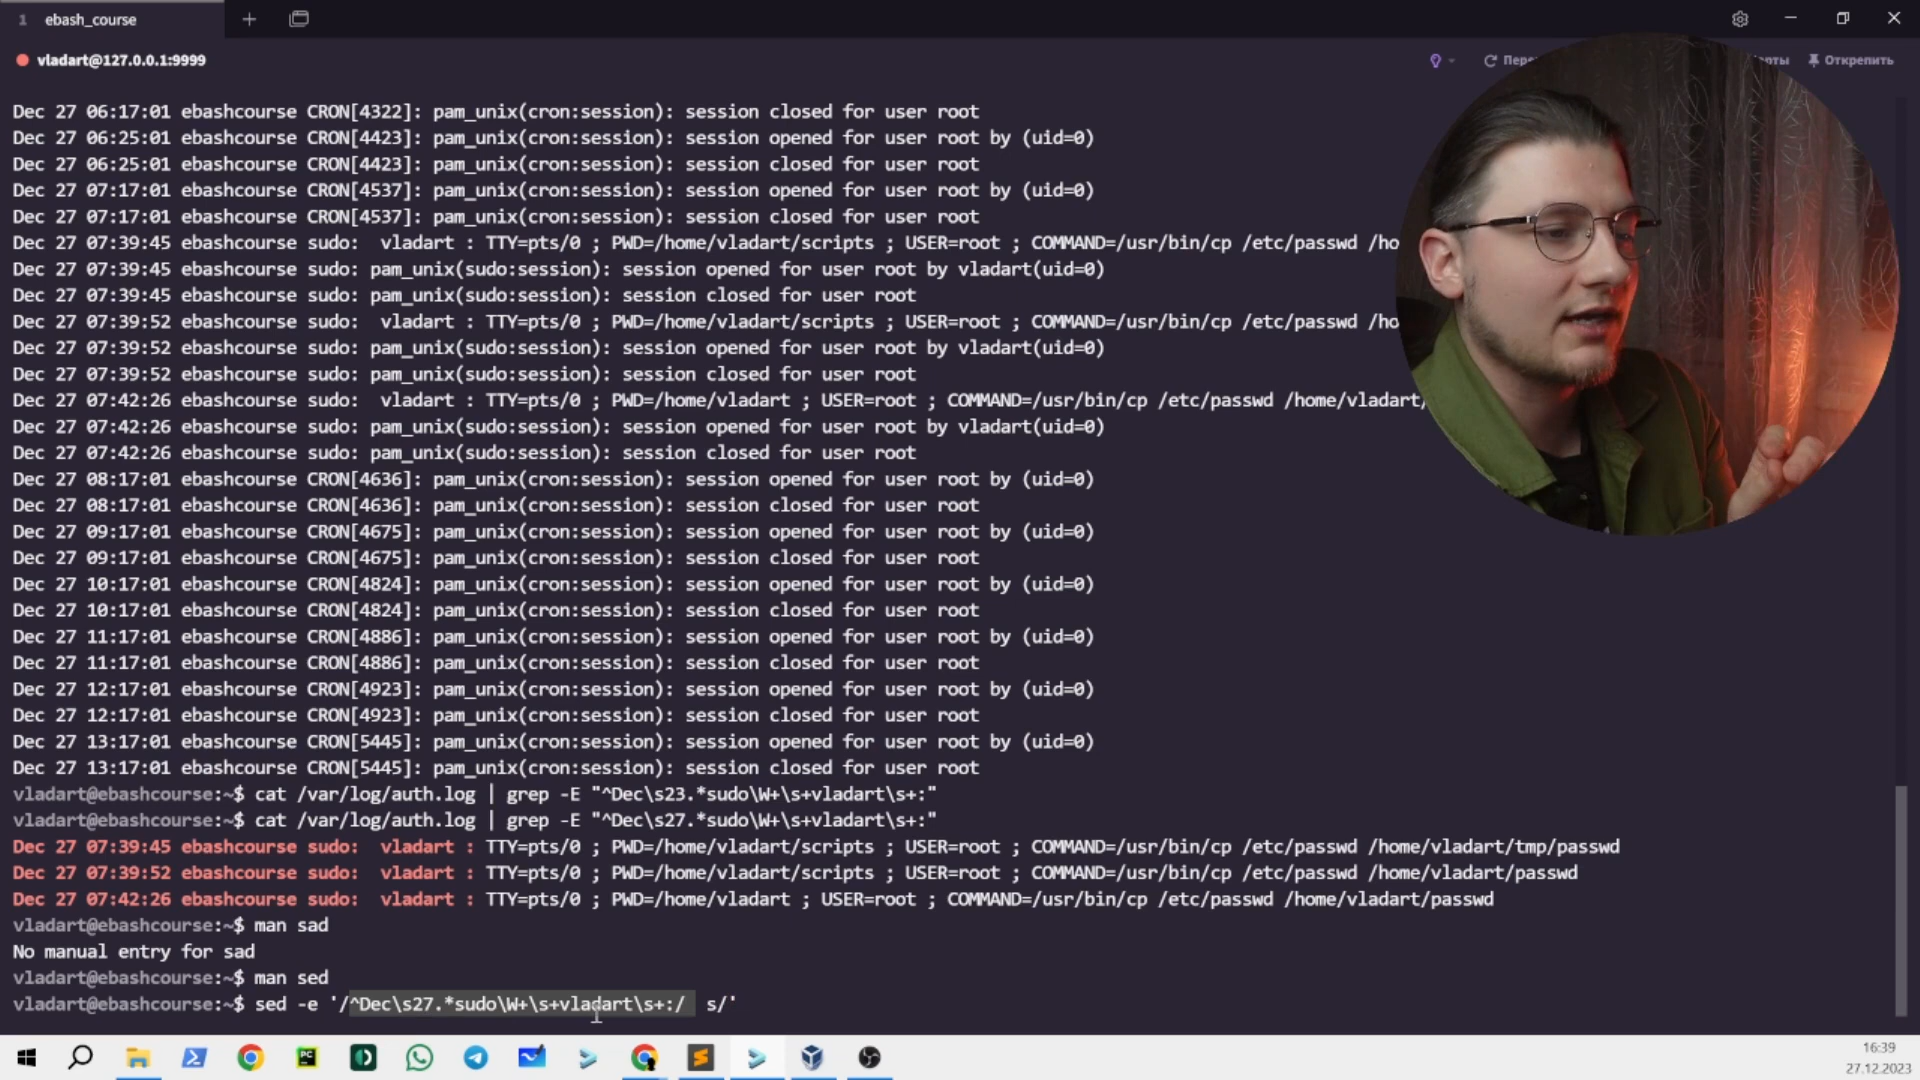 1 ebash_course
vladart@127.0.0.1:9999
Открепить
Dec 27 06:17:01 ebashcourse CRON[4322]: pam_unix(cron:session): session closed for user root
Dec 27 06:25:01 ebashcourse CRON[4423]: pam_unix(cron:session): session opened for user root by (uid=0)
Dec 27 06:25:01 ebashcourse CRON[4423]: pam_unix(cron:session): session closed for user root
Dec 27 07:17:01 ebashcourse CRON[4537]: pam_unix(cron:session): session opened for user root by (uid=0)
Dec 27 07:17:01 ebashcourse CRON[4537]: pam_unix(cron:session): session closed for user root
Dec 27 07:39:45 ebashcourse sudo:  vladart : TTY=pts/0 ; PWD=/home/vladart/scripts ; USER=root ; COMMAND=/usr/bin/cp /etc/passwd /ho
Dec 27 07:39:45 ebashcourse sudo: pam_unix(sudo:session): session opened for user root by vladart(uid=0)
Dec 27 07:39:45 ebashcourse sudo: pam_unix(sudo:session): session closed for user root
Dec 27 07:39:52 ebashcourse sudo:  vladart : TTY=pts/0 ; PWD=/home/vladart/scripts ; USER=root ; COMMAND=/usr/bin/cp /etc/passwd /ho
Dec 27 07:39:52 ebashcourse sudo: pam_unix(sudo:session): session opened for user root by vladart(uid=0)
Dec 27 07:39:52 ebashcourse sudo: pam_unix(sudo:session): session closed for user root
Dec 27 07:42:26 ebashcourse sudo:  vladart : TTY=pts/0 ; PWD=/home/vladart ; USER=root ; COMMAND=/usr/bin/cp /etc/passwd /home/vladart/
Dec 27 07:42:26 ebashcourse sudo: pam_unix(sudo:session): session opened for user root by vladart(uid=0)
Dec 27 07:42:26 ebashcourse sudo: pam_unix(sudo:session): session closed for user root
Dec 27 08:17:01 ebashcourse CRON[4636]: pam_unix(cron:session): session opened for user root by (uid=0)
Dec 27 08:17:01 ebashcourse CRON[4636]: pam_unix(cron:session): session closed for user root
Dec 27 09:17:01 ebashcourse CRON[4675]: pam_unix(cron:session): session opened for user root by (uid=0)
Dec 27 09:17:01 ebashcourse CRON[4675]: pam_unix(cron:session): session closed for user root
Dec 27 10:17:01 ebashcourse CRON[4824]: pam_unix(cron:session): session opened for user root by (uid=0)
Dec 27 10:17:01 ebashcourse CRON[4824]: pam_unix(cron:session): session closed for user root
Dec 27 11:17:01 ebashcourse CRON[4886]: pam_unix(cron:session): session opened for user root by (uid=0)
Dec 27 11:17:01 ebashcourse CRON[4886]: pam_unix(cron:session): session closed for user root
Dec 27 12:17:01 ebashcourse CRON[4923]: pam_unix(cron:session): session opened for user root by (uid=0)
Dec 27 12:17:01 ebashcourse CRON[4923]: pam_unix(cron:session): session closed for user root
Dec 27 13:17:01 ebashcourse CRON[5445]: pam_unix(cron:session): session opened for user root by (uid=0)
Dec 27 13:17:01 ebashcourse CRON[5445]: pam_unix(cron:session): session closed for user root
vladart@ebashcourse:~$ cat /var/log/auth.log | grep -E "^Dec\s23.*sudo\W+\s+vladart\s+:"
vladart@ebashcourse:~$ cat /var/log/auth.log | grep -E "^Dec\s27.*sudo\W+\s+vladart\s+:"
Dec 27 07:39:45 ebashcourse sudo:  vladart : TTY=pts/0 ; PWD=/home/vladart/scripts ; USER=root ; COMMAND=/usr/bin/cp /etc/passwd /home/vladart/tmp/passwd
Dec 27 07:39:52 ebashcourse sudo:  vladart : TTY=pts/0 ; PWD=/home/vladart/scripts ; USER=root ; COMMAND=/usr/bin/cp /etc/passwd /home/vladart/passwd
Dec 27 07:42:26 ebashcourse sudo:  vladart : TTY=pts/0 ; PWD=/home/vladart ; USER=root ; COMMAND=/usr/bin/cp /etc/passwd /home/vladart/passwd
vladart@ebashcourse:~$ man sad
No manual entry for sad
vladart@ebashcourse:~$ man sed
vladart@ebashcourse:~$ sed -e '/^Dec\s27.*sudo\W+\s+vladart\s+:/  s/'
16:39
27.12.2023